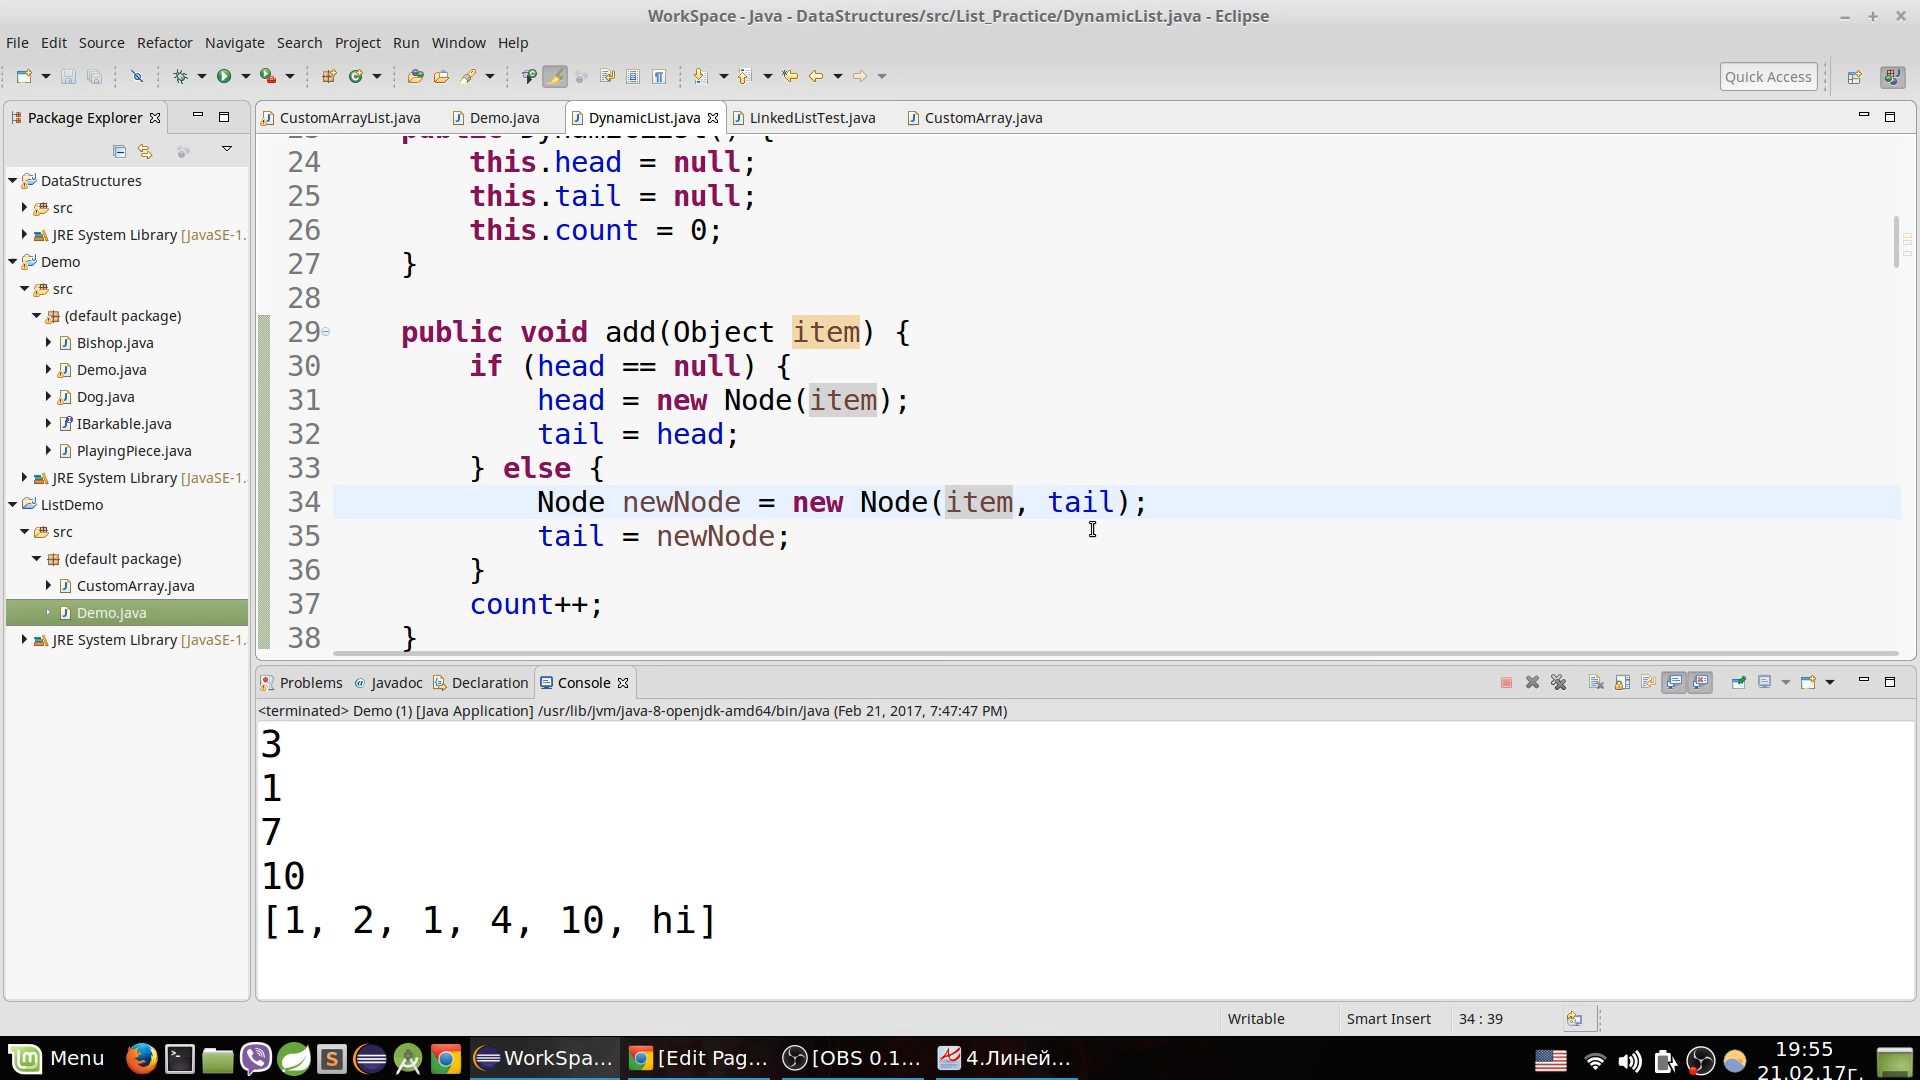 WorkSpace - Java - DataStructures/src/List_Practice/DynamicList.java - Eclipse
File Edit Source Refactor Navigate Search Project Run Window Help
Quick Access
Package Explorer
CustomArrayList.java Demo.java DynamicList.java LinkedListTest.java CustomArray.java
DataStructures
src
JRE System Library [JavaSE-1.
Demo
src
(default package)
Bishop.java
Demo.java
Dog.java
IBarkable.java
PlayingPiece.java
JRE System Library [JavaSE-1.
ListDemo
src
(default package)
CustomArray.java
Demo.java
JRE System Library [JavaSE-1.
24 this.head = null;
25 this.tail = null;
26 this.count = 0;
27 }
28
29 public void add(Object item) {
30 if (head == null) {
31 head = new Node(item);
32 tail = head;
33 } else {
34 Node newNode = new Node(item, tail);
35 tail = newNode;
36 }
37 count++;
38 }
Problems @ Javadoc Declaration Console
<terminated> Demo (1) [Java Application] /usr/lib/jvm/java-8-openjdk-amd64/bin/java (Feb 21, 2017, 7:47:47 PM)
3
1
7
10
[1, 2, 1, 4, 10, hi]
Writable Smart Insert 34 : 39
Menu WorkSpa... [Edit Pag... [OBS 0.1... 4.Линей...
19:55
21.02.17г.